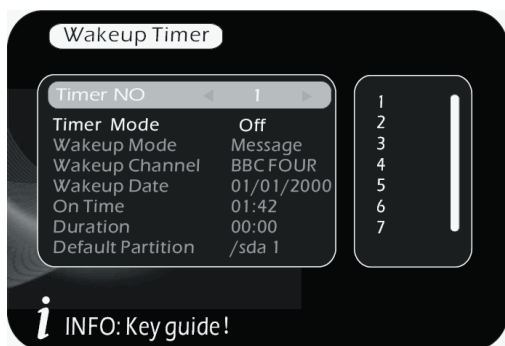 Wakeup Timer
Timer NO 1
Timer Mode Off
Wakeup Mode Message
Wakeup Channel BBC FOUR
Wakeup Date 01/01/2000
On Time 01:42
Duration 00:00
Default Partition /sda 1
1
2
3
4
5
6
7
i INFO: Key guide!